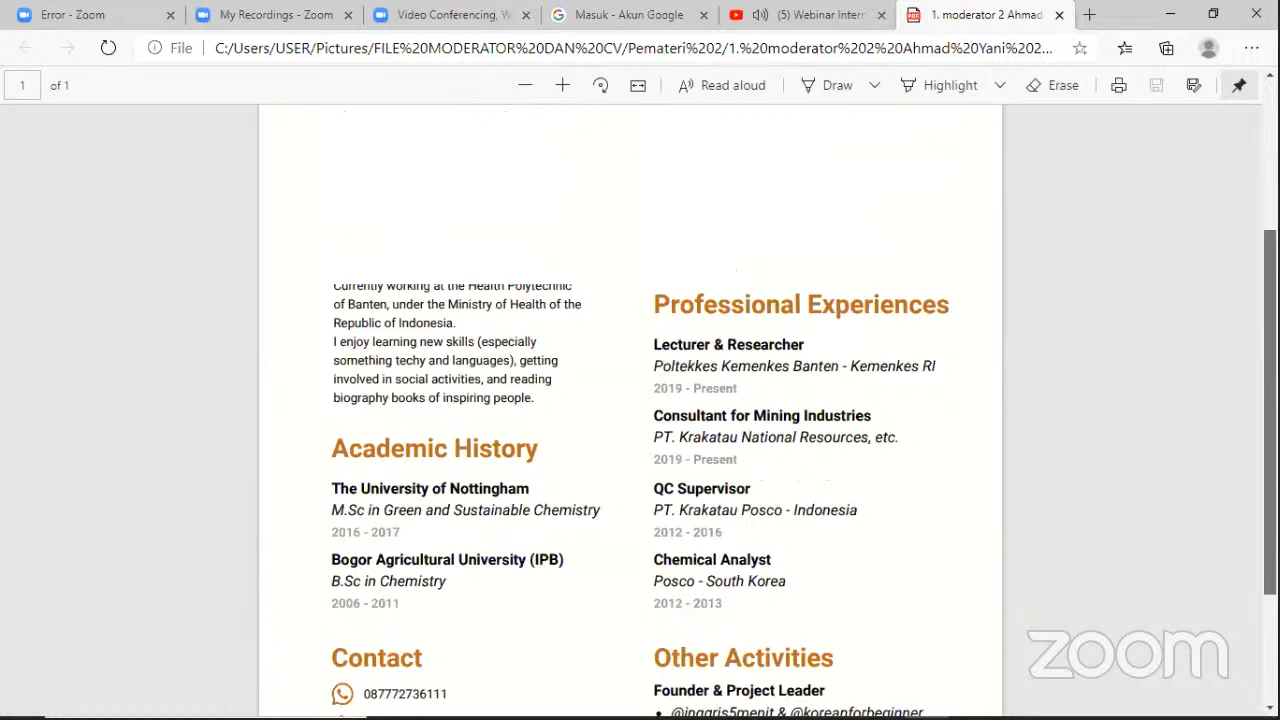 Error - Zoom
My Recordings - Zoom
Video Conferencing, W
Masuk - Akun Google
(5) Webinar Intern
1. moderator 2 Ahmad
File
C:/Users/USER/Pictures/FILE%20MODERATOR%20DAN%20CV/Pemateri%202/1.%20moderator%202%20Ahmad%20Yani%202...
1 of 1
Read aloud
Draw
Highlight
Erase
Currently working at the Health Polytechnic
of Banten, under the Ministry of Health of the
Republic of Indonesia.
I enjoy learning new skills (especially
something techy and languages), getting
involved in social activities, and reading
biography books of inspiring people.
Academic History
The University of Nottingham
M.Sc in Green and Sustainable Chemistry
2016 - 2017
Bogor Agricultural University (IPB)
B.Sc in Chemistry
2006 - 2011
Contact
087772736111
Professional Experiences
Lecturer & Researcher
Poltekkes Kemenkes Banten - Kemenkes RI
2019 - Present
Consultant for Mining Industries
PT. Krakatau National Resources, etc.
2019 - Present
QC Supervisor
PT. Krakatau Posco - Indonesia
2012 - 2016
Chemical Analyst
Posco - South Korea
2012 - 2013
Other Activities
Founder & Project Leader
• @inggris5menit & @koreanforbeginner
zoom